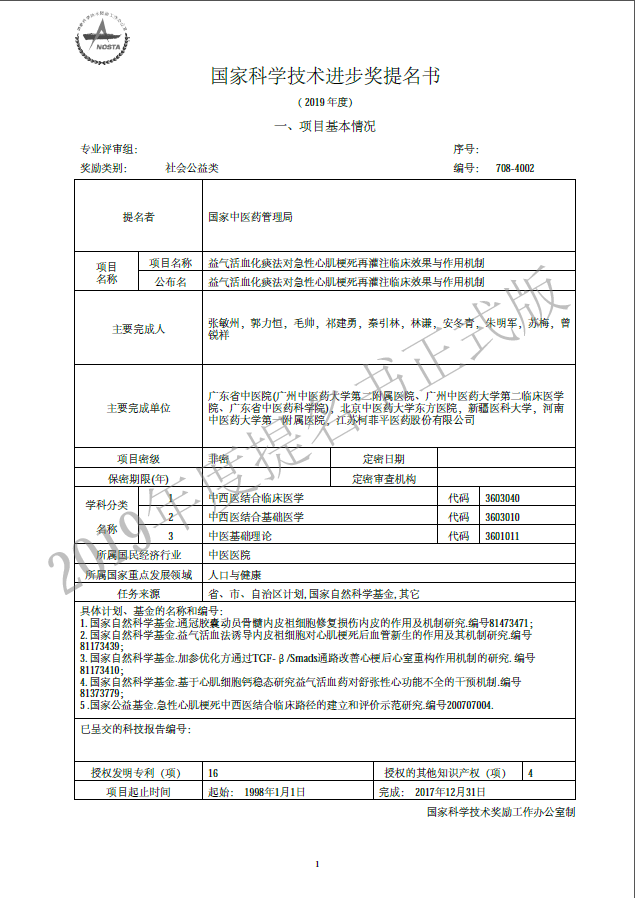 NOSTA
国家科学技术进步奖提名书
( 2019 年度)
一、项目基本情况
专业评审组: 序号:
奖励类别: 社会公益类 编号: 708-4002
提名者 国家中医药管理局
项目名称 项目名称 益气活血化痰法对急性心肌梗死再灌注临床效果与作用机制
公布名 益气活血化痰法对急性心肌梗死再灌注临床效果与作用机制
主要完成人 张敏州, 郭力恒, 毛帅, 祁建勇, 秦引林, 林谦, 安冬青, 朱明军, 苏梅, 曾
锐祥
主要完成单位 广东省中医院(广州中医药大学第二附属医院、广州中医药大学第二临床医学
院、广东省中医药科学院), 北京中医药大学东方医院, 新疆医科大学, 河南
中医药大学第一附属医院, 江苏柯菲平医药股份有限公司
项目密级 非密 定密日期
保密期限(年) 定密审查机构
学科分类
名称
1 中西医结合临床医学 代码 3603040
2 中西医结合基础医学 代码 3603010
3 中医基础理论 代码 3601011
所属国民经济行业 中医医院
所属国家重点发展领域 人口与健康
任务来源 省、市、自治区计划, 国家自然科学基金, 其它
具体计划、基金的名称和编号:
1. 国家自然科学基金.通冠胶囊动员骨髓内皮祖细胞修复损伤内皮的作用及机制研究.编号81473471;
2. 国家自然科学基金.益气活血法诱导内皮祖细胞对心肌梗死后血管新生的作用及其机制研究.编号
81173439;
3. 国家自然科学基金.加参优化方通过TGF-β/Smads通路改善心梗后心室重构作用机制的研究. 编号
81173410;
4. 国家自然科学基金.基于心肌细胞钙稳态研究益气活血药对舒张性心功能不全的干预机制.编号
81373779;
5 .国家公益基金.急性心肌梗死中西医结合临床路径的建立和评价示范研究.编号200707004.
已呈交的科技报告编号:
授权发明专利（项） 16 授权的其他知识产权（项） 4
项目起止时间 起始: 1998年1月1日 完成: 2017年12月31日
国家科学技术奖励工作办公室制
1
2019年度提名书正式版